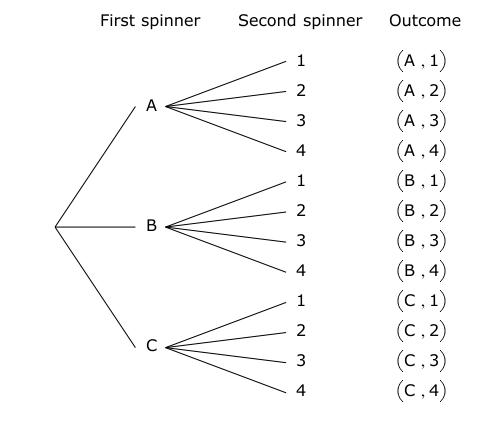 First spinner Second spinner Outcome
1 (A , 1)
2 (A , 2)
A
3 (A , 3)
4 (A , 4)
1 (B , 1)
2 (B , 2)
B
3 (B , 3)
4 (B , 4)
1 (C , 1)
2 (C , 2)
C
3 (C , 3)
4 (C , 4)